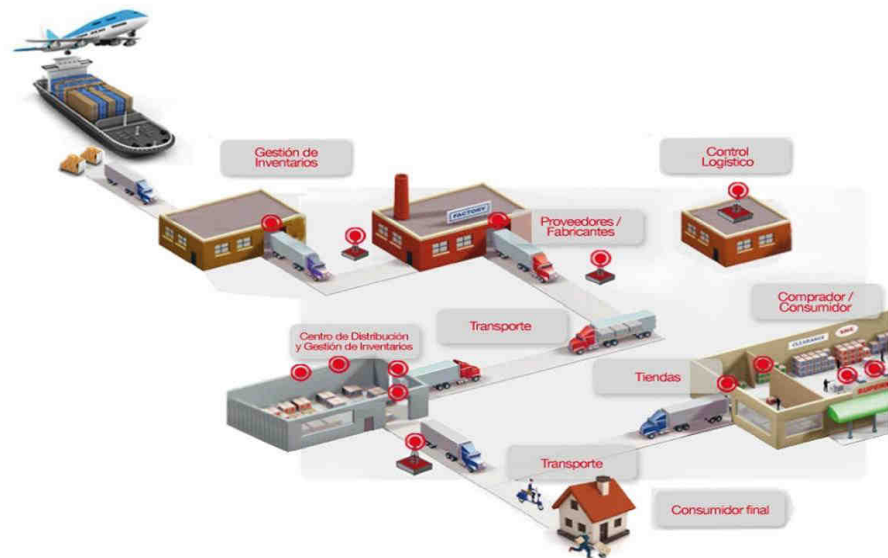 Gestión de
Inventarios
Control
Logístico
FACTORY
Proveedores /
Fabricantes
Comprador /
Consumidor
Centro de Distribución
y Gestión de Inventarios
Transporte
CLEARANCE
SALE
Tiendas
SUPERM
Transporte
Consumidor final